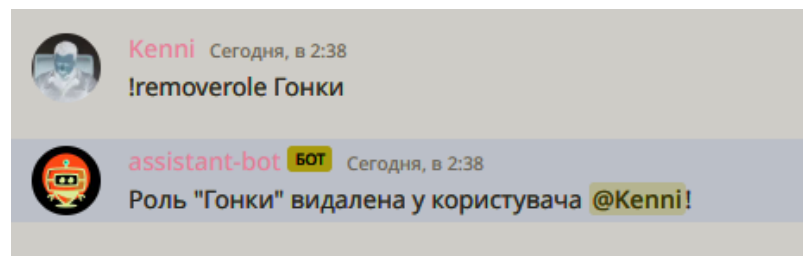 Kenni Сегодня, в 2:38
!removerole Гонки
assistant-bot БОТ Сегодня, в 2:38
Роль "Гонки" видалена у користувача @Kenni!